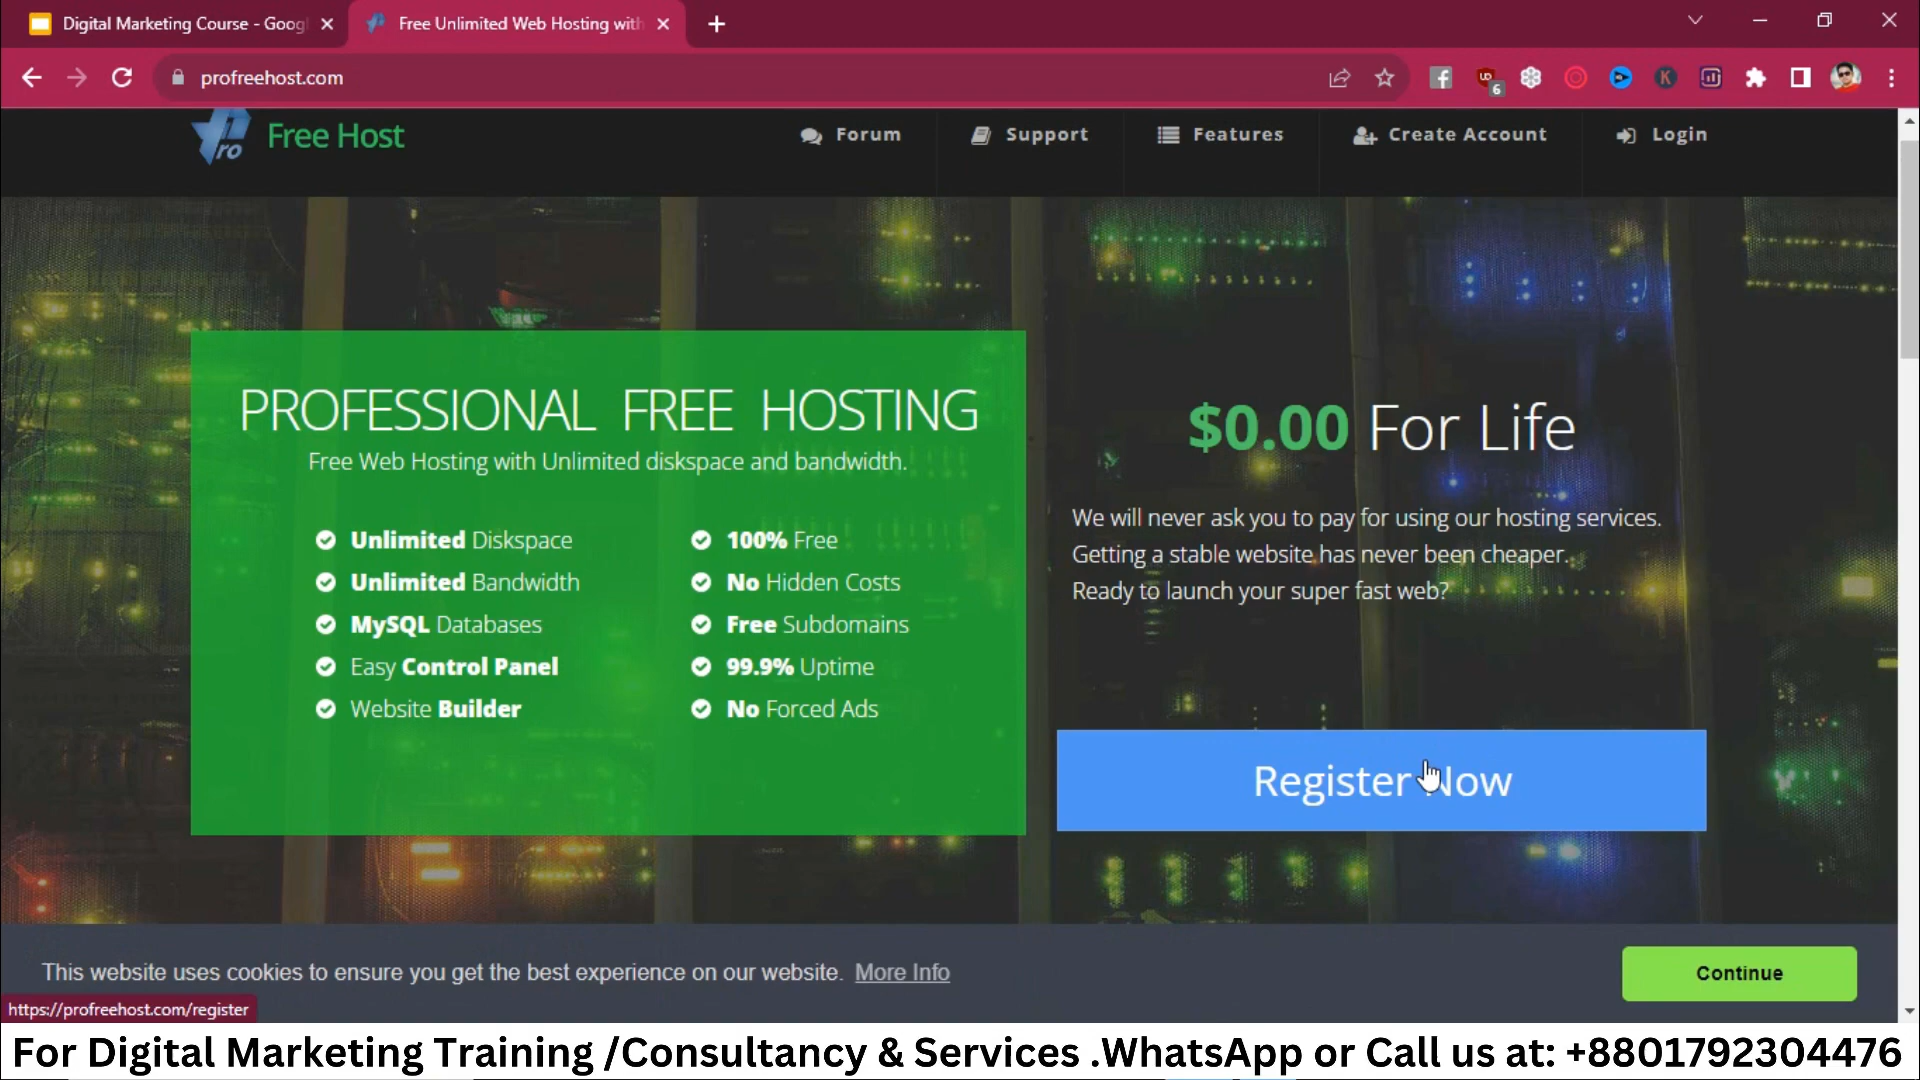 Digital Marketing Course - Goog
Free Unlimited Web Hosting with
profreehost.com
UD
6
K
ro
Free Host
Forum
Support
Features
Create Account
Login
PROFESSIONAL FREE HOSTING
Free Web Hosting with Unlimited diskspace and bandwidth.
Unlimited Diskspace
100% Free
Unlimited Bandwidth
No Hidden Costs
MySQL Databases
Free Subdomains
Easy Control Panel
99.9% Uptime
Website Builder
No Forced Ads
$0.00 For Life
We will never ask you to pay for using our hosting services.
Getting a stable website has never been cheaper.
Ready to launch your super fast web?
Register Now
This website uses cookies to ensure you get the best experience on our website. More Info
Continue
https://profreehost.com/register
For Digital Marketing Training /Consultancy & Services .WhatsApp or Call us at: +8801792304476